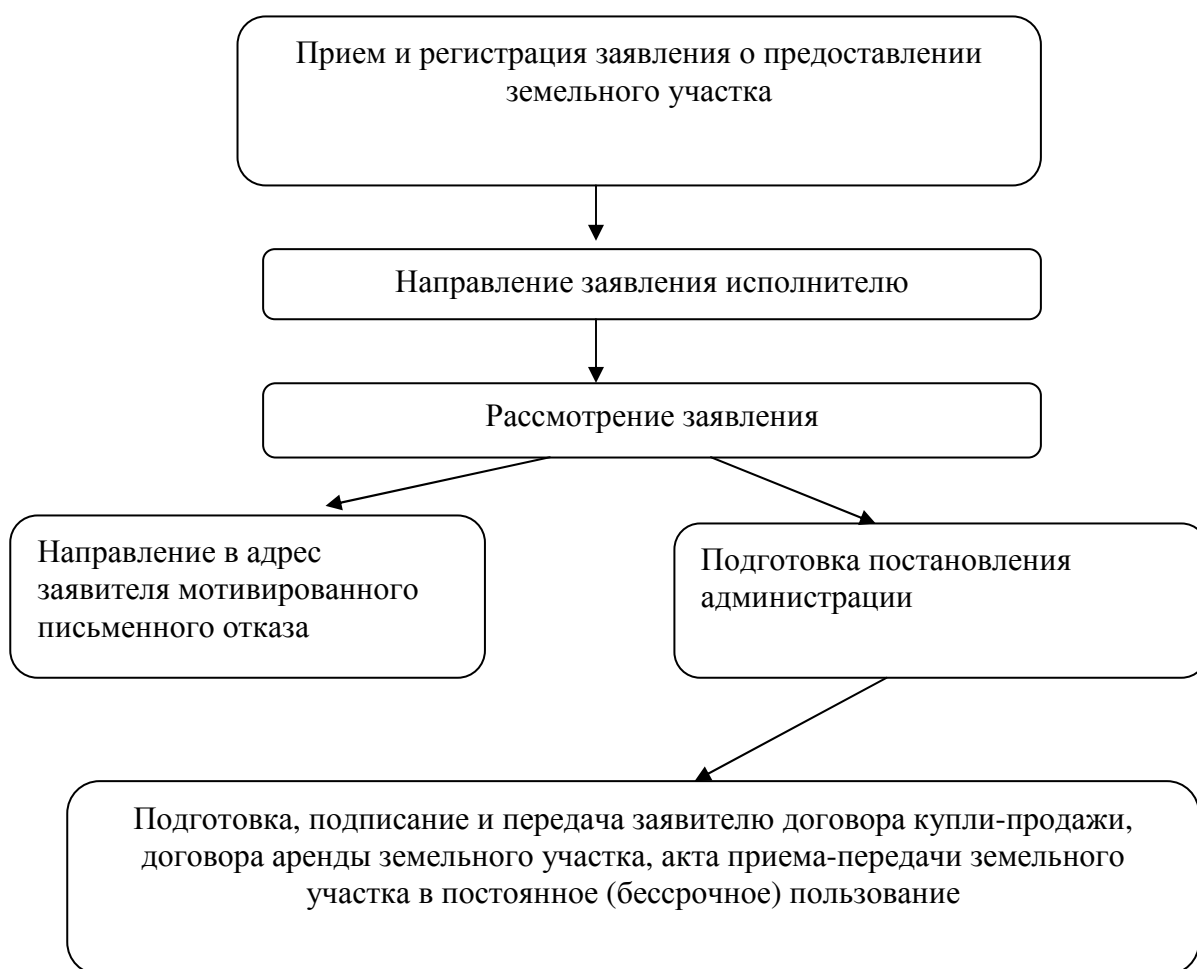 Прием и регистрация заявления о предоставлении
земельного участка
Направление заявления исполнителю
Рассмотрение заявления
Направление в адрес
заявителя мотивированного
письменного отказа
Подготовка постановления
администрации
Подготовка, подписание и передача заявителю договора купли-продажи,
договора аренды земельного участка, акта приема-передачи земельного
участка в постоянное (бессрочное) пользование